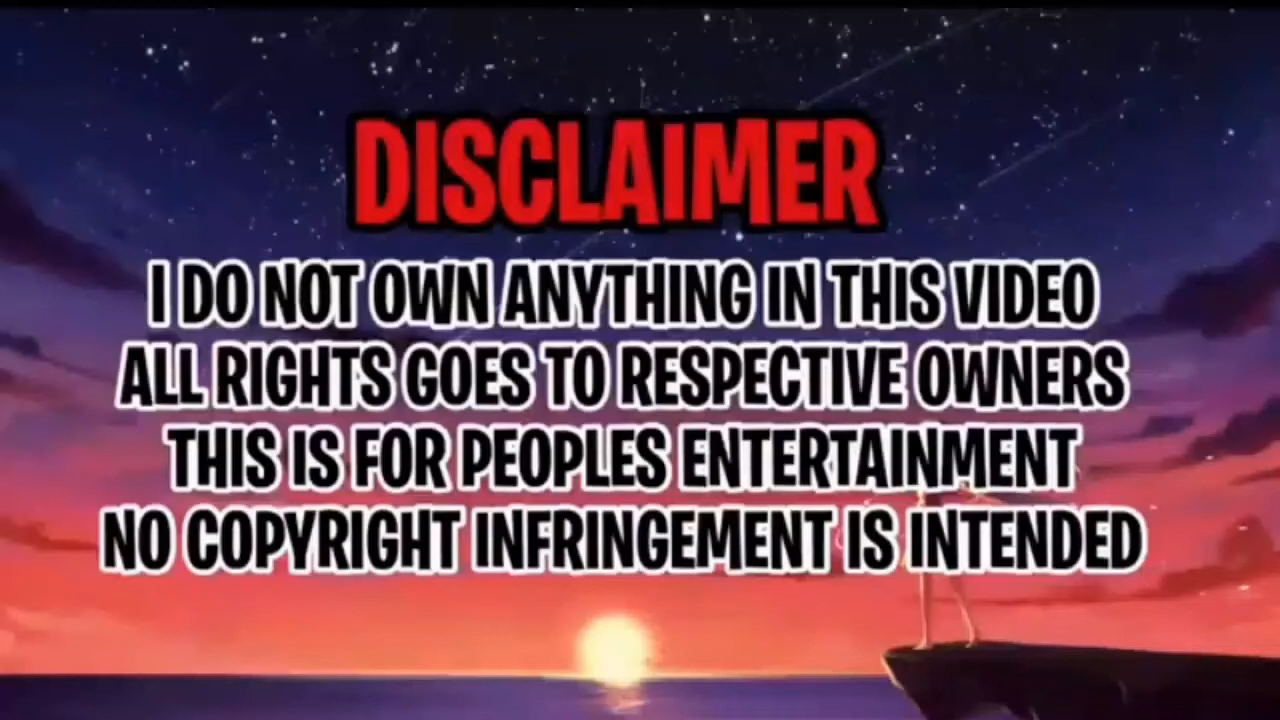 DISCLAIMER
I DO NOT OWN ANYTHING IN THIS VIDEO
ALL RIGHTS GOES TO RESPECTIVE OWNERS
THIS IS FOR PEOPLES ENTERTAINMENT
NO COPYRIGHT INFRINGEMENT IS INTENDED